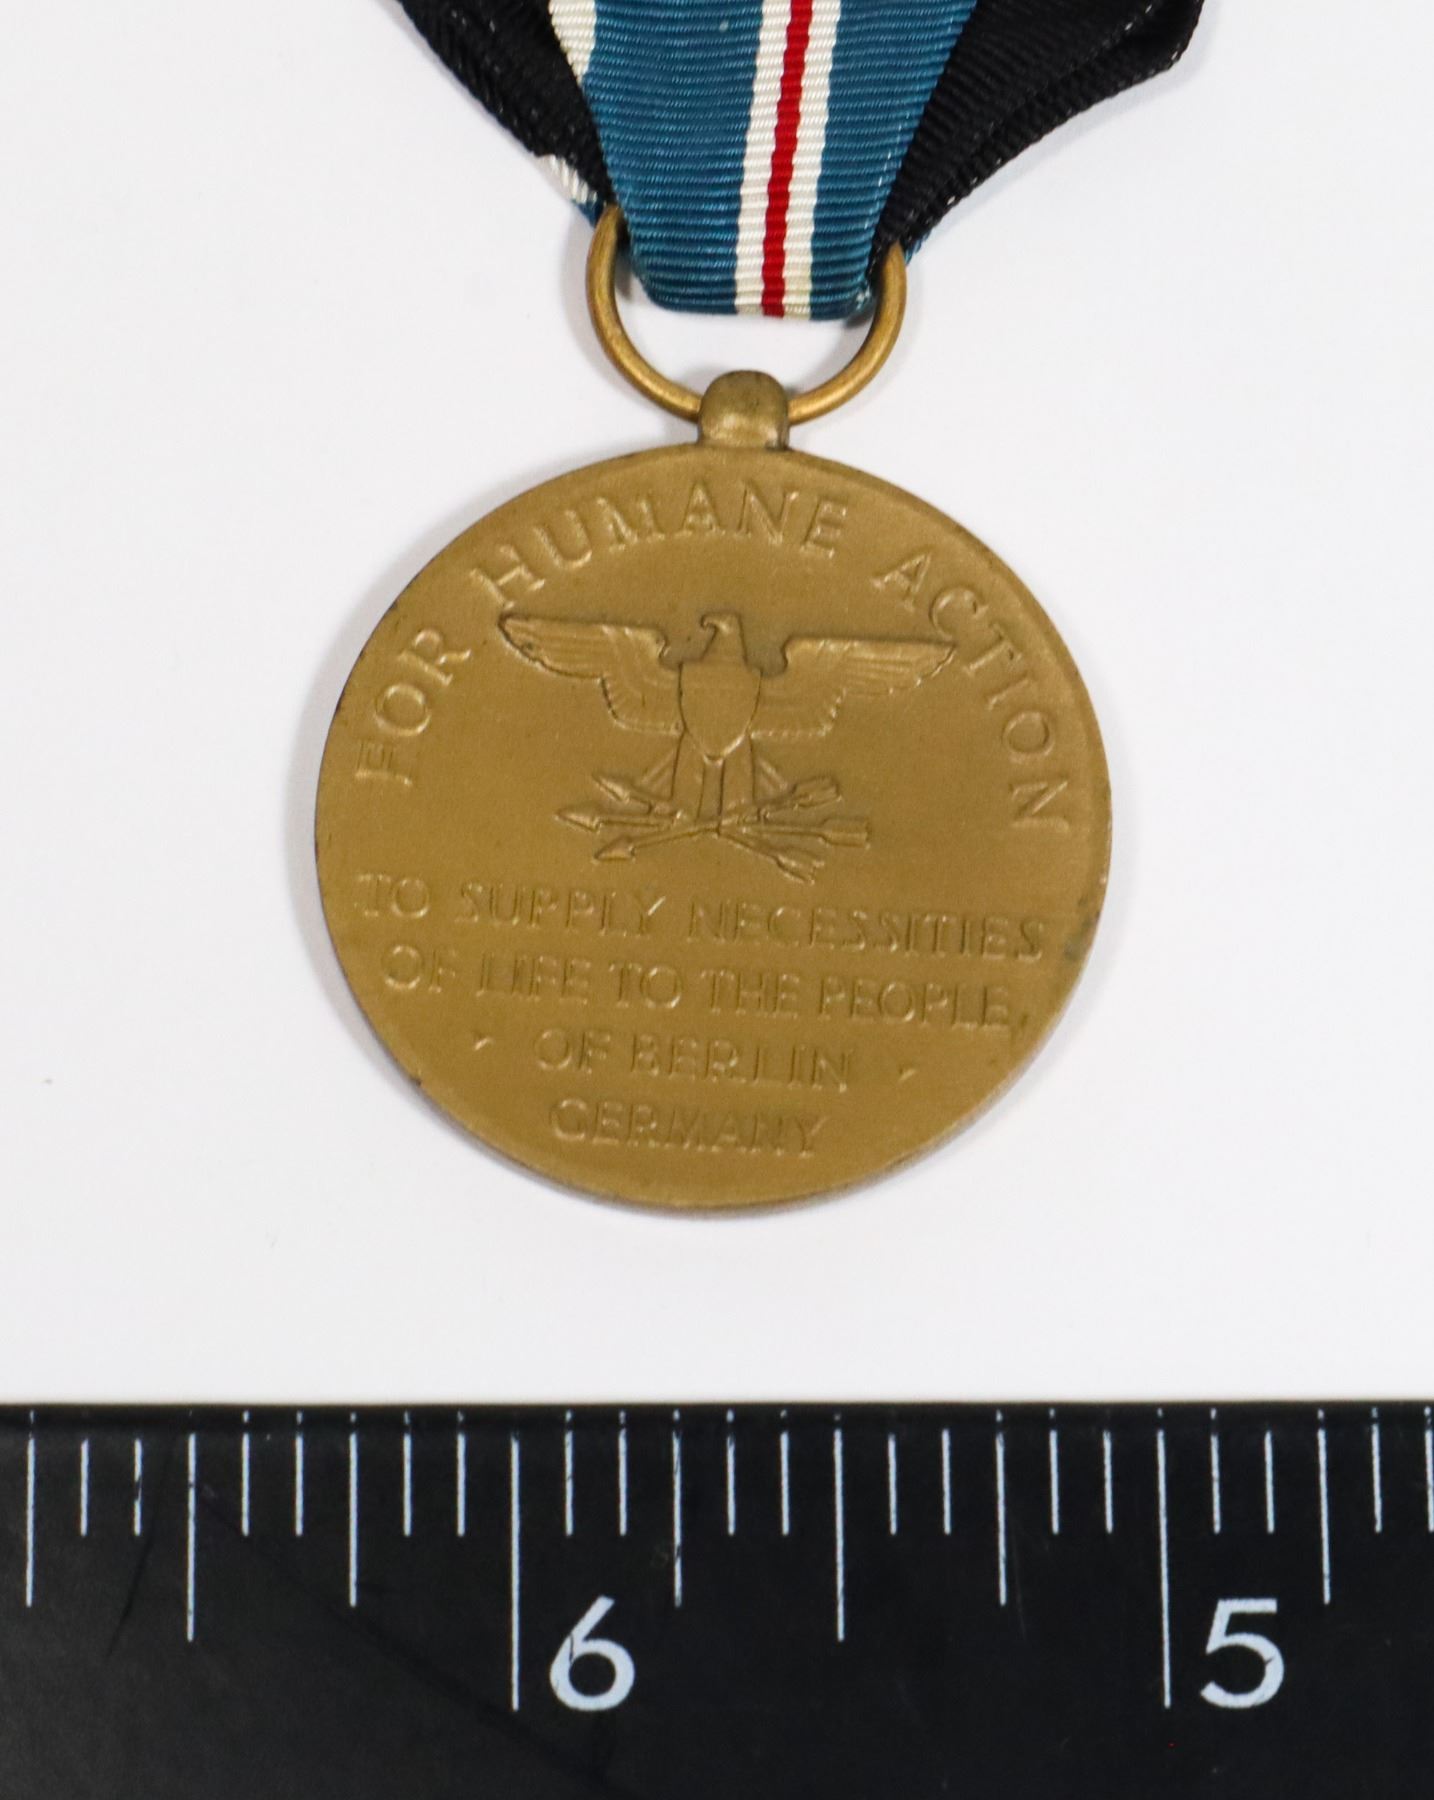 FOR HUMANE ACTION
TO SUPPLY NECESSITIES
OF LIFE TO THE PEOPLE
OF BERLIN
GERMANY
6 5